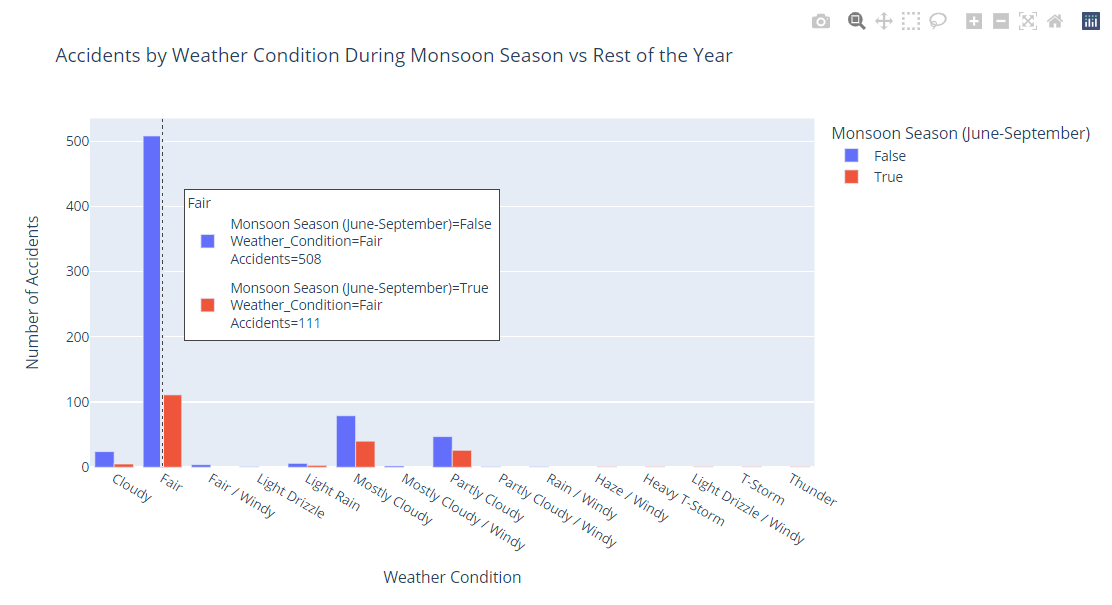 Accidents by Weather Condition During Monsoon Season vs Rest of the Year
Monsoon Season (June-September)
False
True
Number of Accidents
500
400
300
200
100
0
Fair
Monsoon Season (June-September)=False
Weather_Condition=Fair
Accidents=508
Monsoon Season (June-September)=True
Weather_Condition=Fair
Accidents=111
Cloudy
Fair
Fair / Windy
Light Drizzle
Light Rain
Mostly Cloudy
Mostly Cloudy / Windy
Partly Cloudy
Partly Cloudy / Windy
Rain / Windy
Haze / Windy
Heavy T-Storm
Light Drizzle / Windy
T-Storm
Thunder
Weather Condition